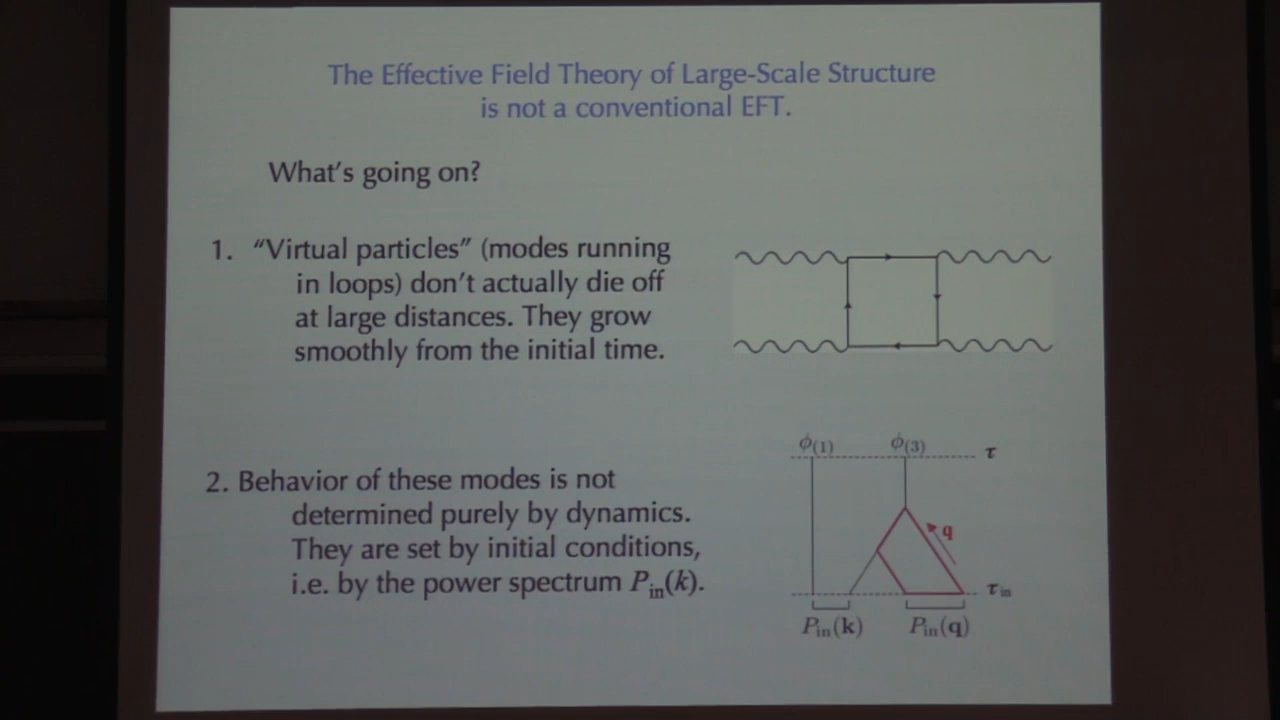 The Effective Field Theory of Large-Scale Structure
is not a conventional EFT.
What's going on?
1. “Virtual particles” (modes running
in loops) don't actually die off
at large distances. They grow
smoothly from the initial time.
2. Behavior of these modes is not
determined purely by dynamics.
They are set by initial conditions,
i.e. by the power spectrum P_in(k).
ϕ_(1) ϕ_(3) τ
q
τ_in
P_in(k) P_in(q)